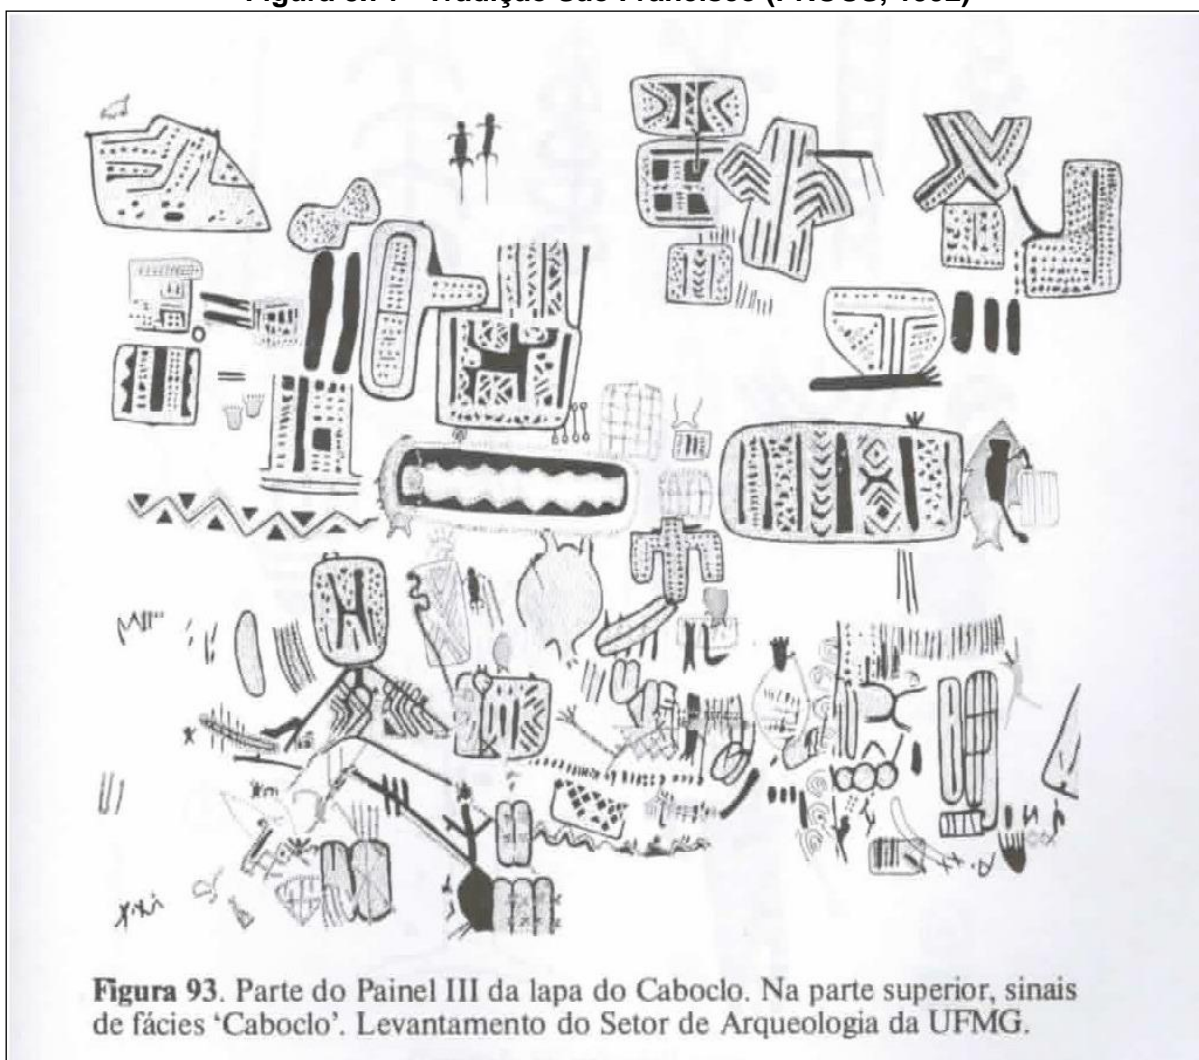 Figura 93. Parte do Painel III da lapa do Caboclo. Na parte superior, sinais
de fácies ‘Caboclo’. Levantamento do Setor de Arqueologia da UFMG.